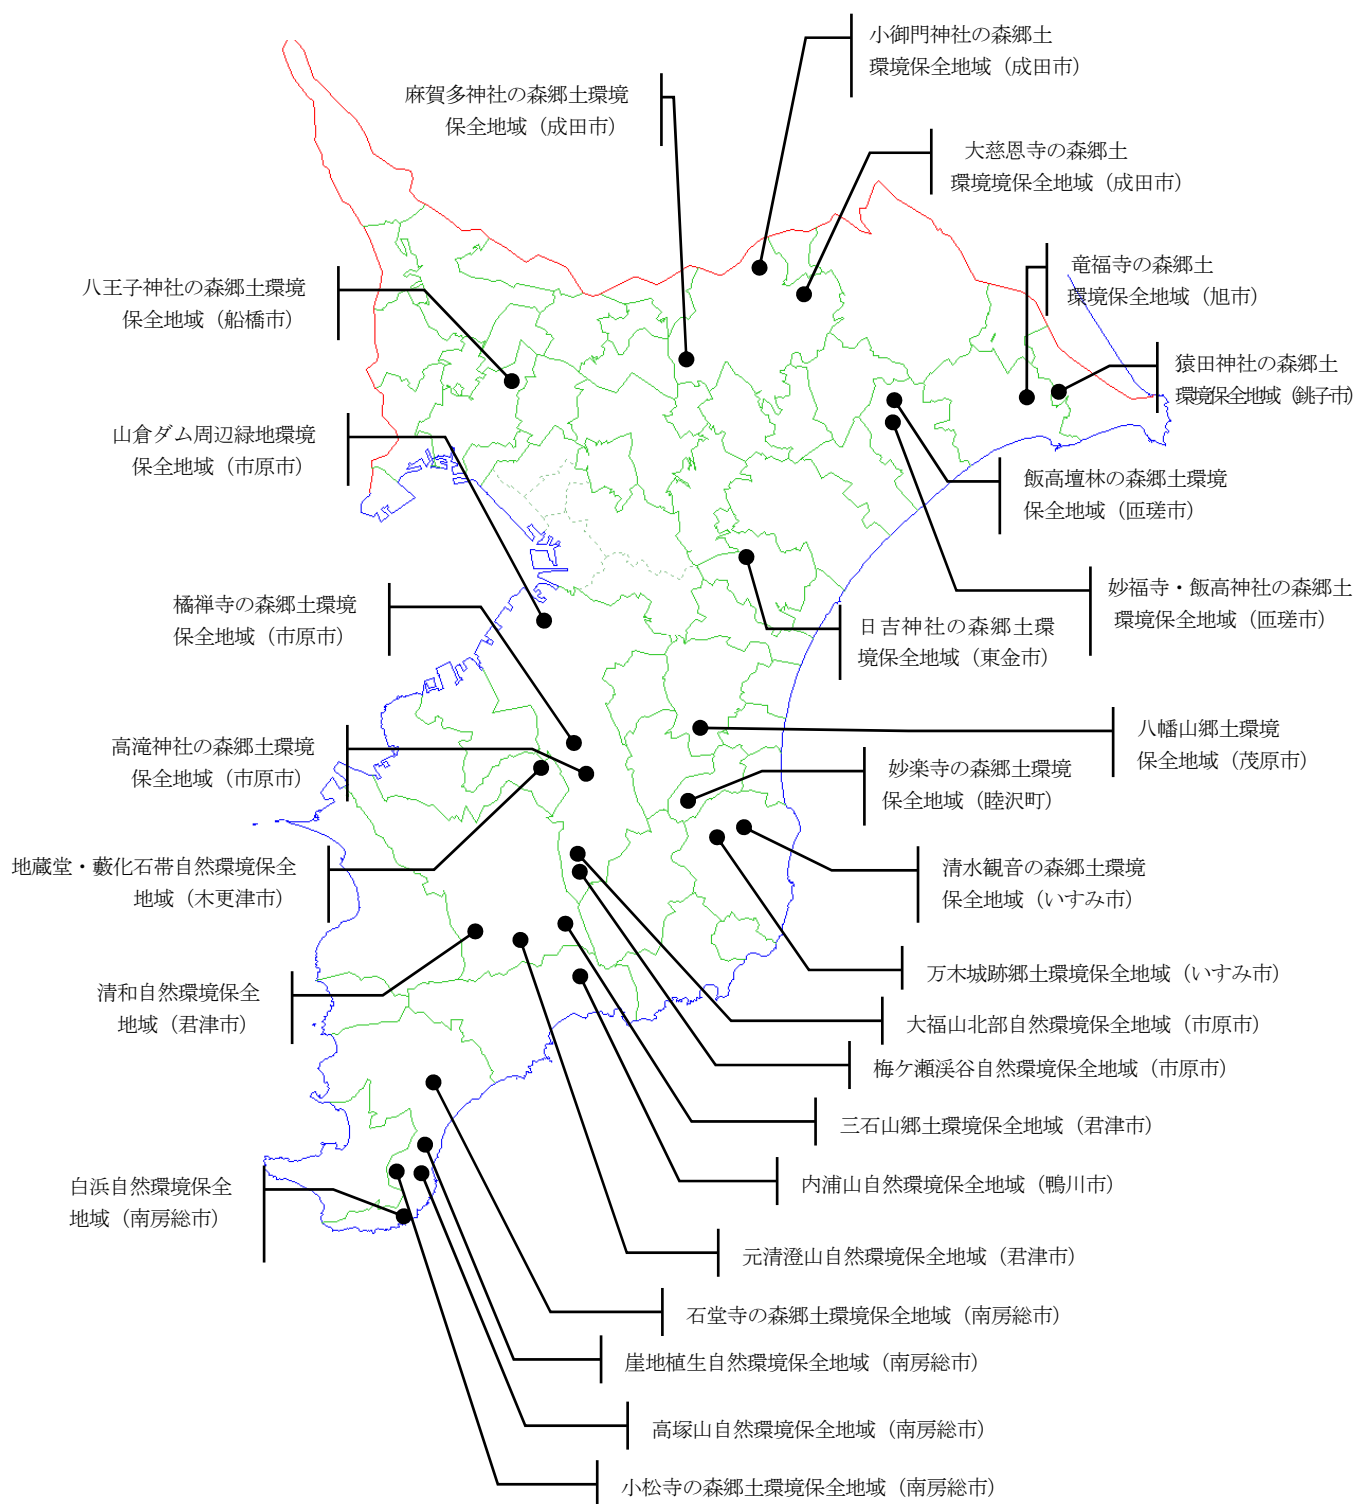 小御門神社の森郷土
環境保全地域（成田市）
麻賀多神社の森郷土環境
保全地域（成田市）
大慈恩寺の森郷土
環境境保全地域（成田市）
竜福寺の森郷土
環境保全地域（旭市）
八王子神社の森郷土環境
保全地域（船橋市）
猿田神社の森郷土
環境保全地域（銚子市）
山倉ダム周辺緑地環境
保全地域（市原市）
飯高壇林の森郷土環境
保全地域（匝瑳市）
妙福寺・飯高神社の森郷土
環境保全地域（匝瑳市）
橘禅寺の森郷土環境
保全地域（市原市）
日吉神社の森郷土環
境保全地域（東金市）
高滝神社の森郷土環境
保全地域（市原市）
八幡山郷土環境
保全地域（茂原市）
妙楽寺の森郷土環境
保全地域（睦沢町）
地蔵堂・藪化石帯自然環境保全
地域（木更津市）
清水観音の森郷土環境
保全地域（いすみ市）
万木城跡郷土環境保全地域（いすみ市）
清和自然環境保全
地域（君津市）
大福山北部自然環境保全地域（市原市）
梅ケ瀬渓谷自然環境保全地域（市原市）
三石山郷土環境保全地域（君津市）
内浦山自然環境保全地域（鴨川市）
白浜自然環境保全
地域（南房総市）
元清澄山自然環境保全地域（君津市）
石堂寺の森郷土環境保全地域（南房総市）
崖地植生自然環境保全地域（南房総市）
高塚山自然環境保全地域（南房総市）
小松寺の森郷土環境保全地域（南房総市）